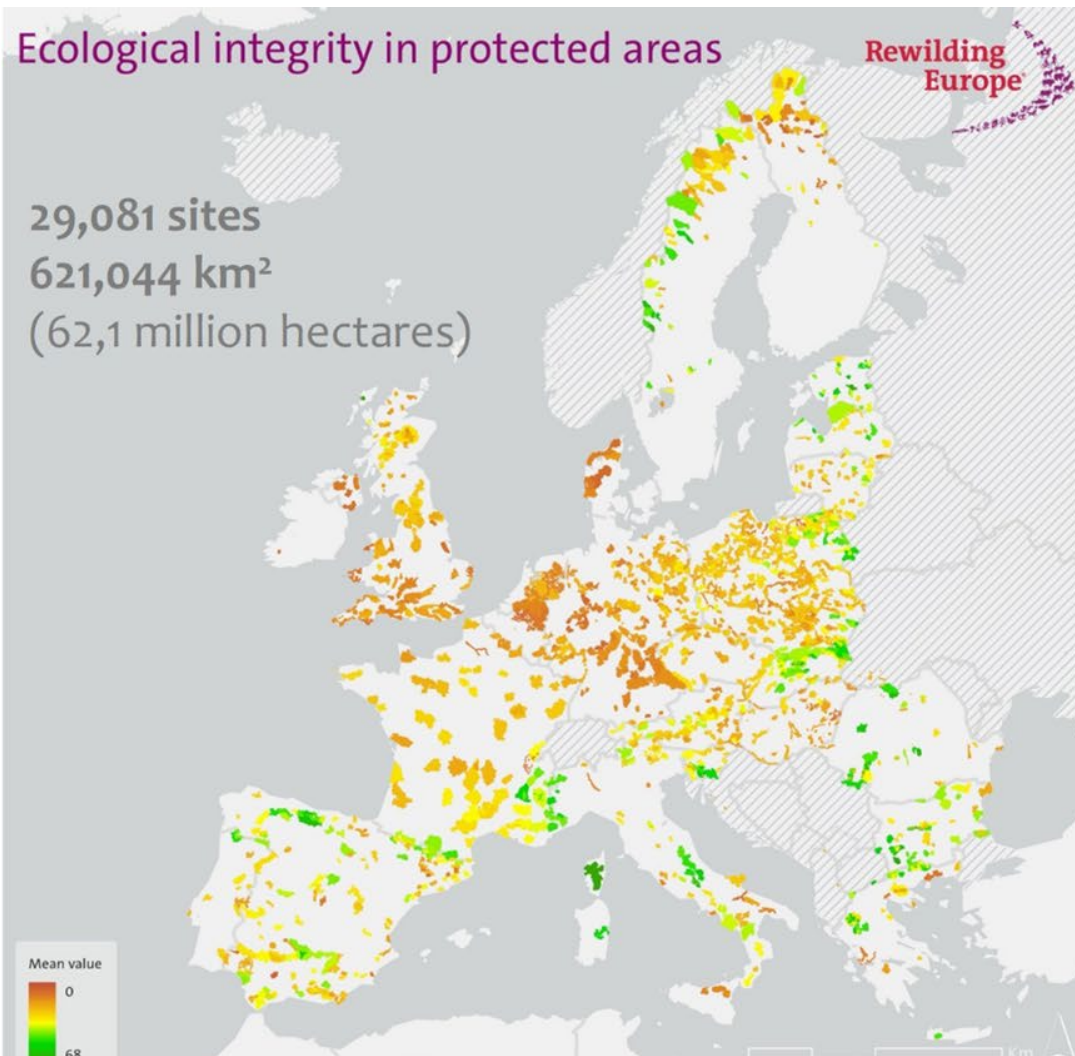 Ecological integrity in protected areas
Rewilding
Europe
29,081 sites
621,044 km²
(62,1 million hectares)
Mean value
0
68
Km